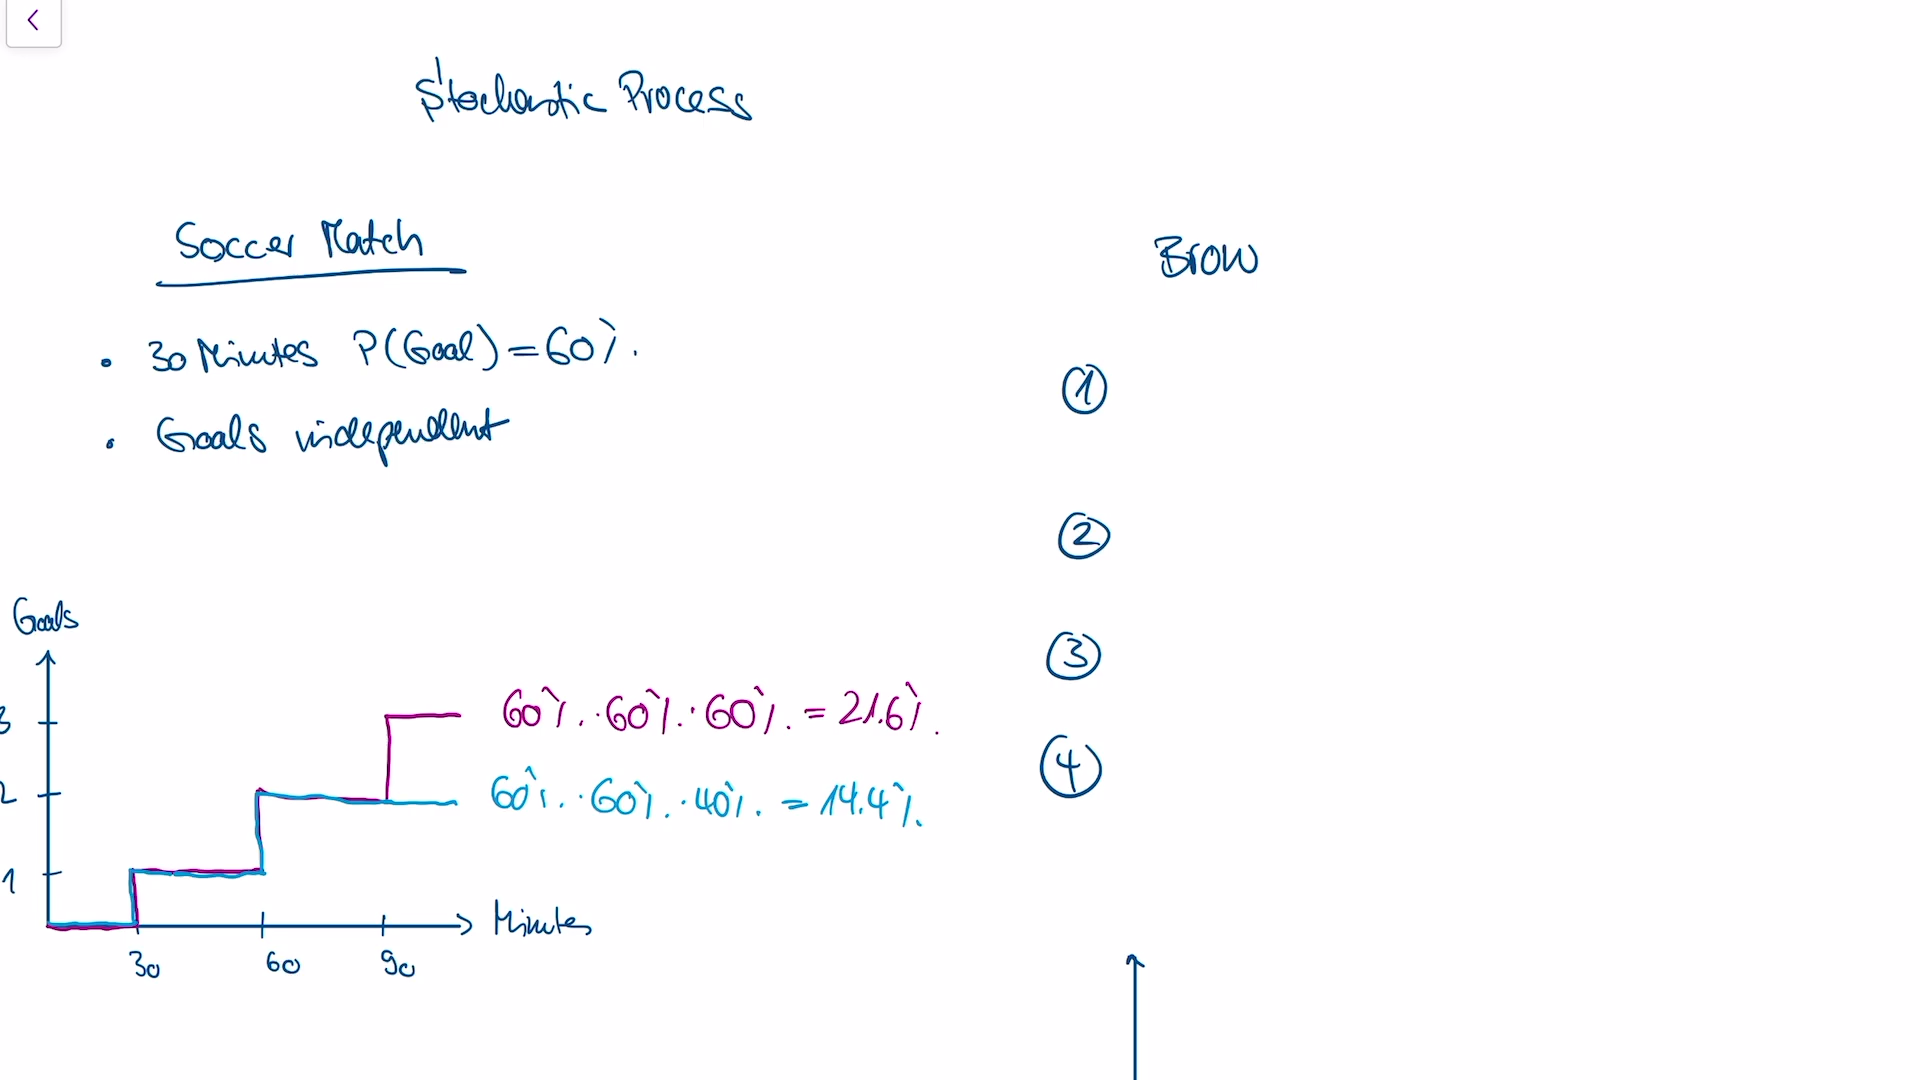 Stochastic Process
Soccer Match
• 30 Minutes P(Goal) = 60%.
• Goals independent
Goals
3
2
1
30
60
90
Minutes
60% · 60% · 60% = 21.6%.
60% · 60% · 40% = 14.4%.
Brow
①
②
③
④